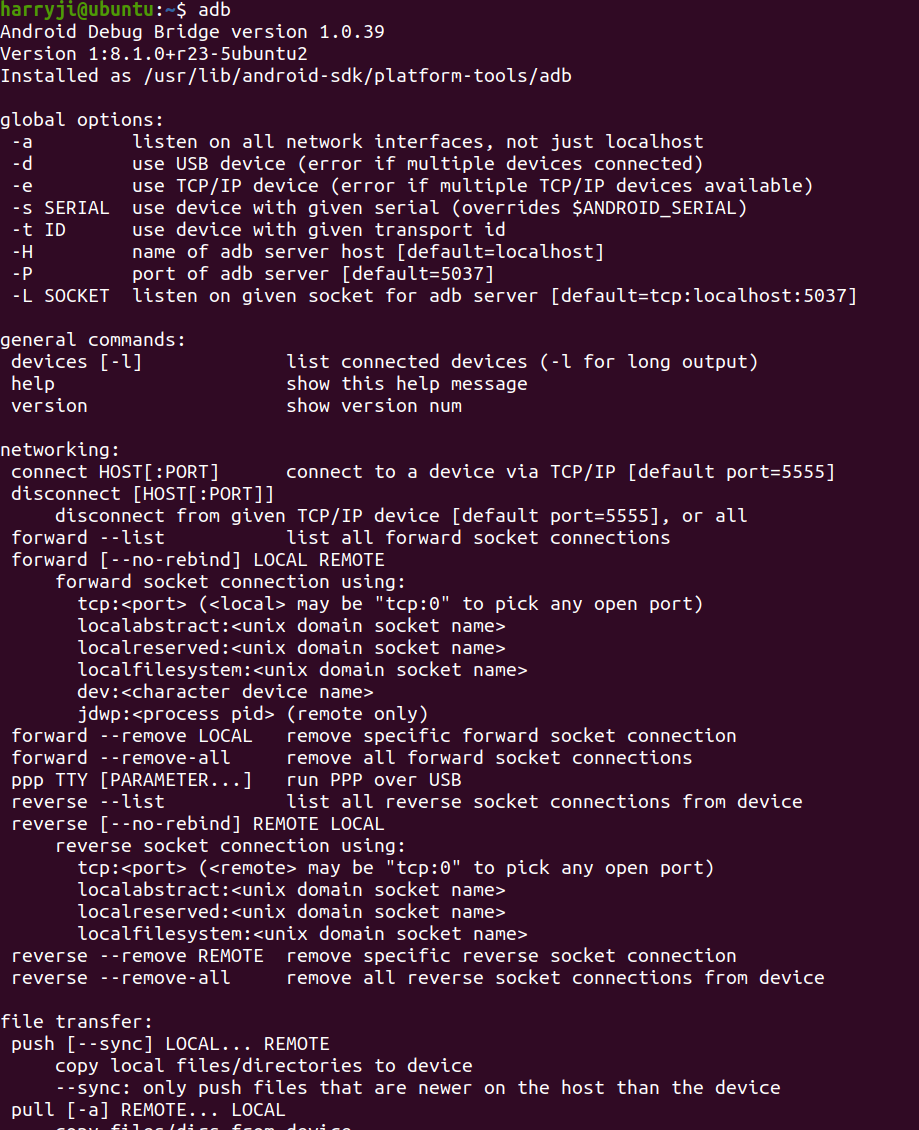 harryji@ubuntu:~$ adb
Android Debug Bridge version 1.0.39
Version 1:8.1.0+r23-5ubuntu2
Installed as /usr/lib/android-sdk/platform-tools/adb

global options:
 -a         listen on all network interfaces, not just localhost
 -d         use USB device (error if multiple devices connected)
 -e         use TCP/IP device (error if multiple TCP/IP devices available)
 -s SERIAL  use device with given serial (overrides $ANDROID_SERIAL)
 -t ID      use device with given transport id
 -H         name of adb server host [default=localhost]
 -P         port of adb server [default=5037]
 -L SOCKET  listen on given socket for adb server [default=tcp:localhost:5037]

general commands:
 devices [-l]             list connected devices (-l for long output)
 help                     show this help message
 version                  show version num

networking:
 connect HOST[:PORT]      connect to a device via TCP/IP [default port=5555]
 disconnect [HOST[:PORT]]
     disconnect from given TCP/IP device [default port=5555], or all
 forward --list           list all forward socket connections
 forward [--no-rebind] LOCAL REMOTE
     forward socket connection using:
       tcp:<port> (<local> may be "tcp:0" to pick any open port)
       localabstract:<unix domain socket name>
       localreserved:<unix domain socket name>
       localfilesystem:<unix domain socket name>
       dev:<character device name>
       jdwp:<process pid> (remote only)
 forward --remove LOCAL   remove specific forward socket connection
 forward --remove-all     remove all forward socket connections
 ppp TTY [PARAMETER...]   run PPP over USB
 reverse --list           list all reverse socket connections from device
 reverse [--no-rebind] REMOTE LOCAL
     reverse socket connection using:
       tcp:<port> (<remote> may be "tcp:0" to pick any open port)
       localabstract:<unix domain socket name>
       localreserved:<unix domain socket name>
       localfilesystem:<unix domain socket name>
 reverse --remove REMOTE  remove specific reverse socket connection
 reverse --remove-all     remove all reverse socket connections from device

file transfer:
 push [--sync] LOCAL... REMOTE
     copy local files/directories to device
     --sync: only push files that are newer on the host than the device
 pull [-a] REMOTE... LOCAL
     copy files/dirs from device